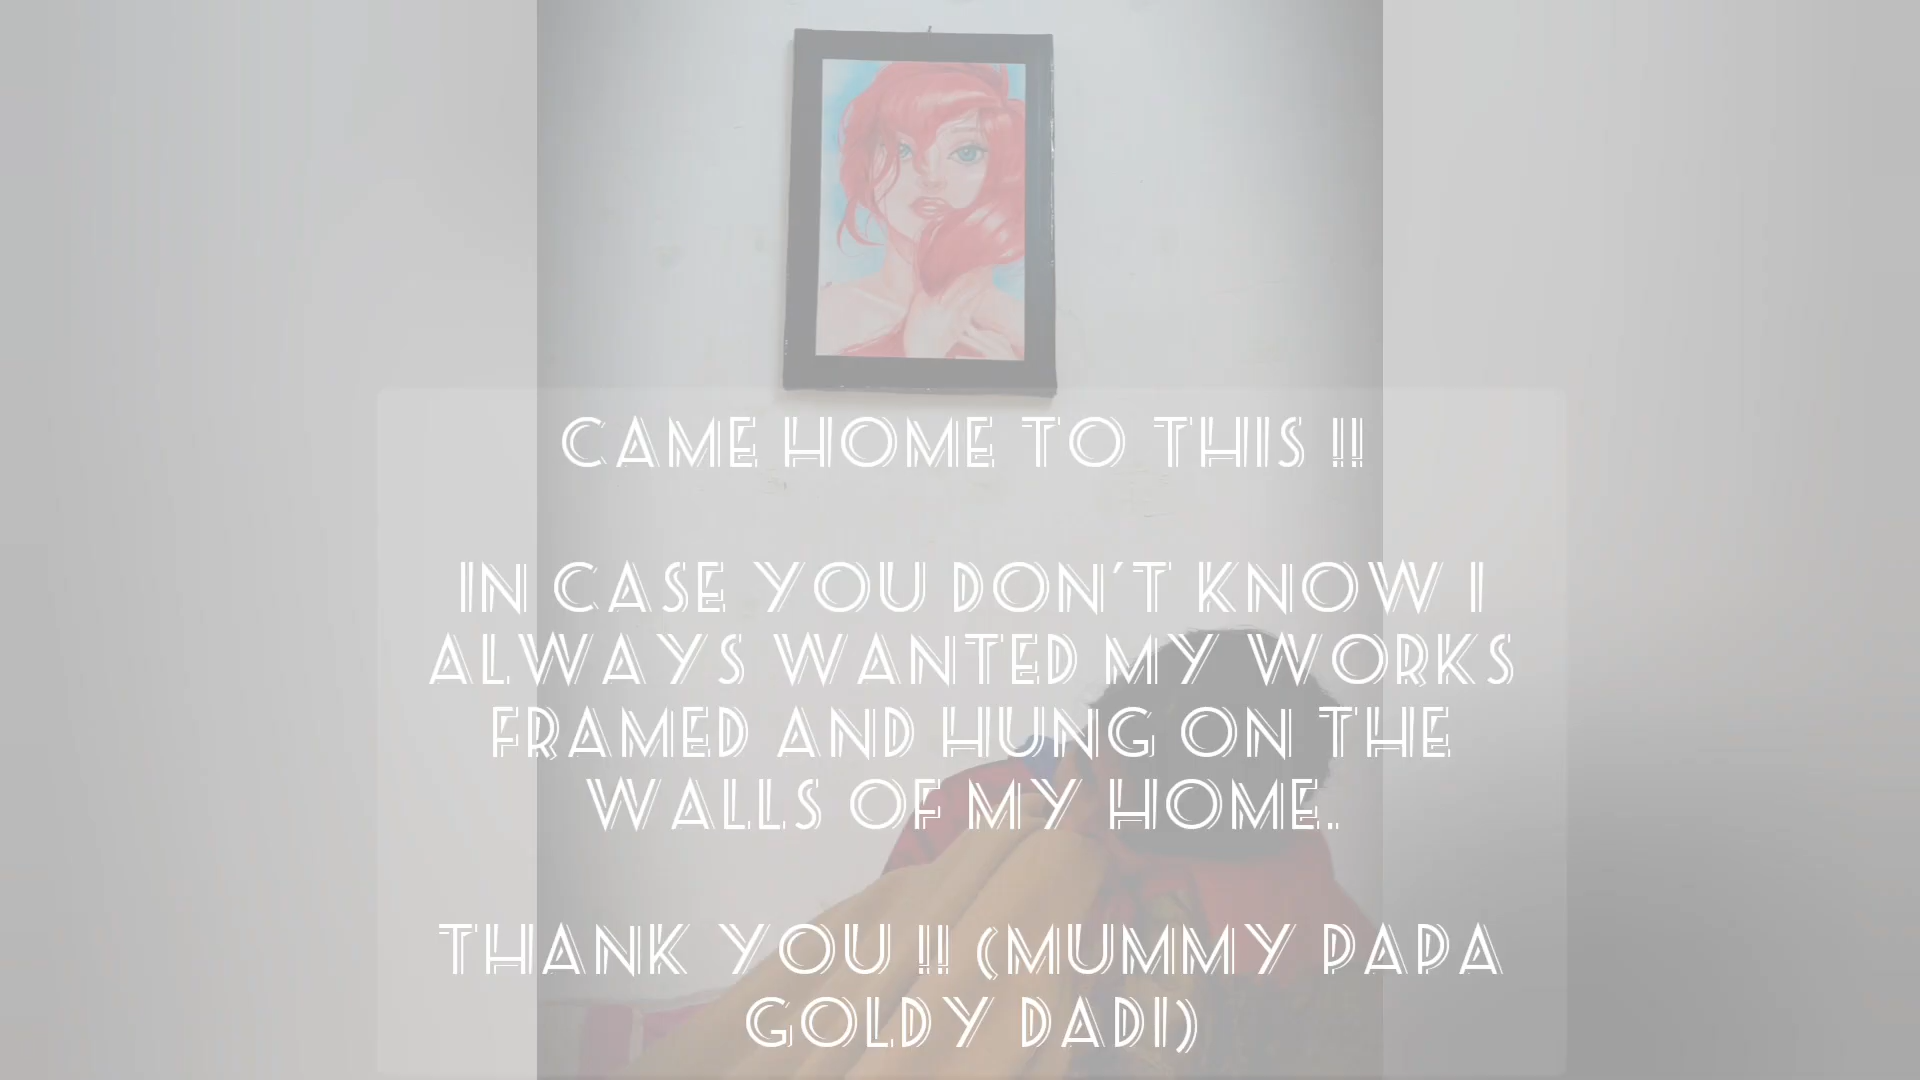 CAME HOME TO THIS !!
IN CASE YOU DON'T KNOW I
ALWAYS WANTED MY WORKS
FRAMED AND HUNG ON THE
WALLS OF MY HOME.
THANK YOU !! (MUMMY PAPA
GOLDY DADI)